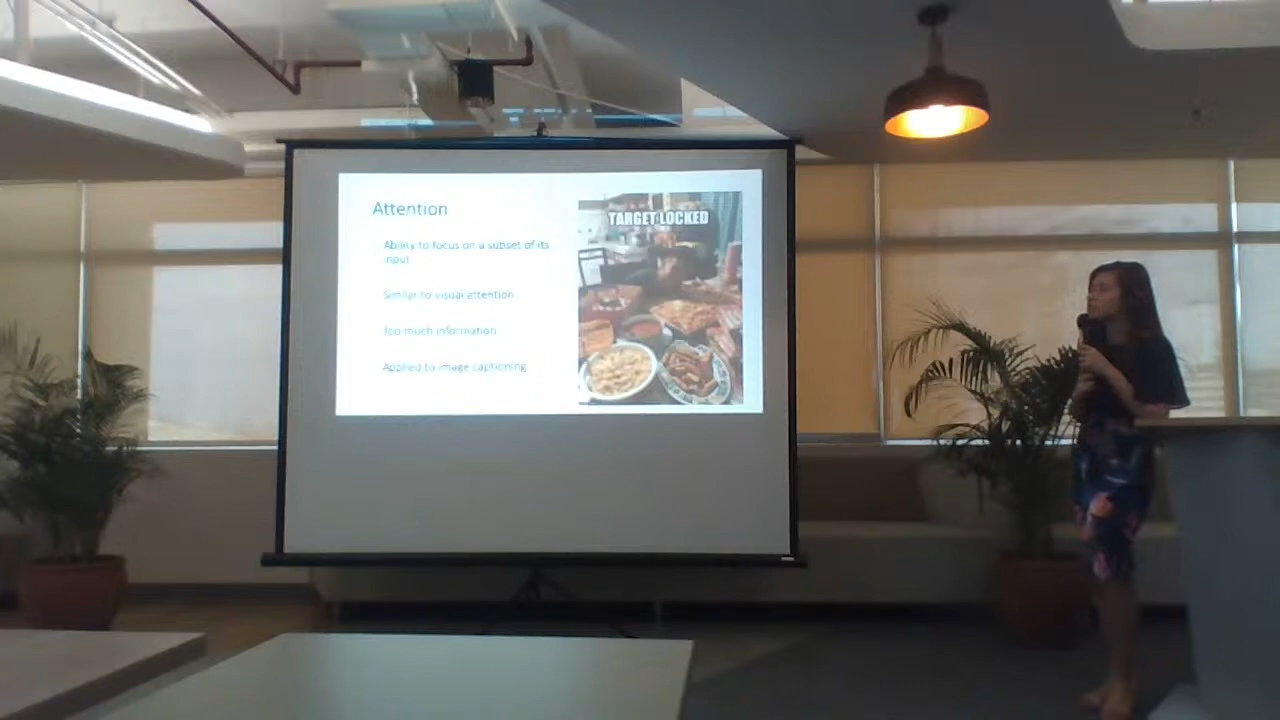 Attention
TARGET LOCKED
Ability to focus on a subset of its
input
Similar to visual attention
Too much information
Applied to image captioning